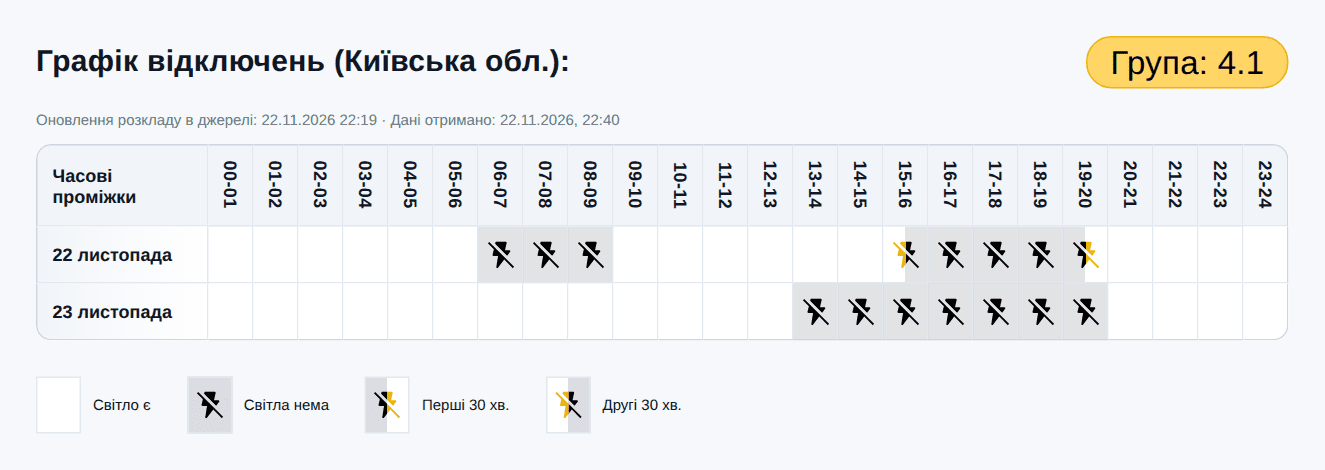 Графік відключень (Київська обл.):
Група: 4.1
Оновлення розкладу в джерелі: 22.11.2026 22:19 · Дані отримано: 22.11.2026, 22:40
Часові
проміжки
00-01
01-02
02-03
03-04
04-05
05-06
06-07
07-08
08-09
09-10
10-11
11-12
12-13
13-14
14-15
15-16
16-17
17-18
18-19
19-20
20-21
21-22
22-23
23-24
22 листопада
23 листопада
Світло є
Світла нема
Перші 30 хв.
Другі 30 хв.